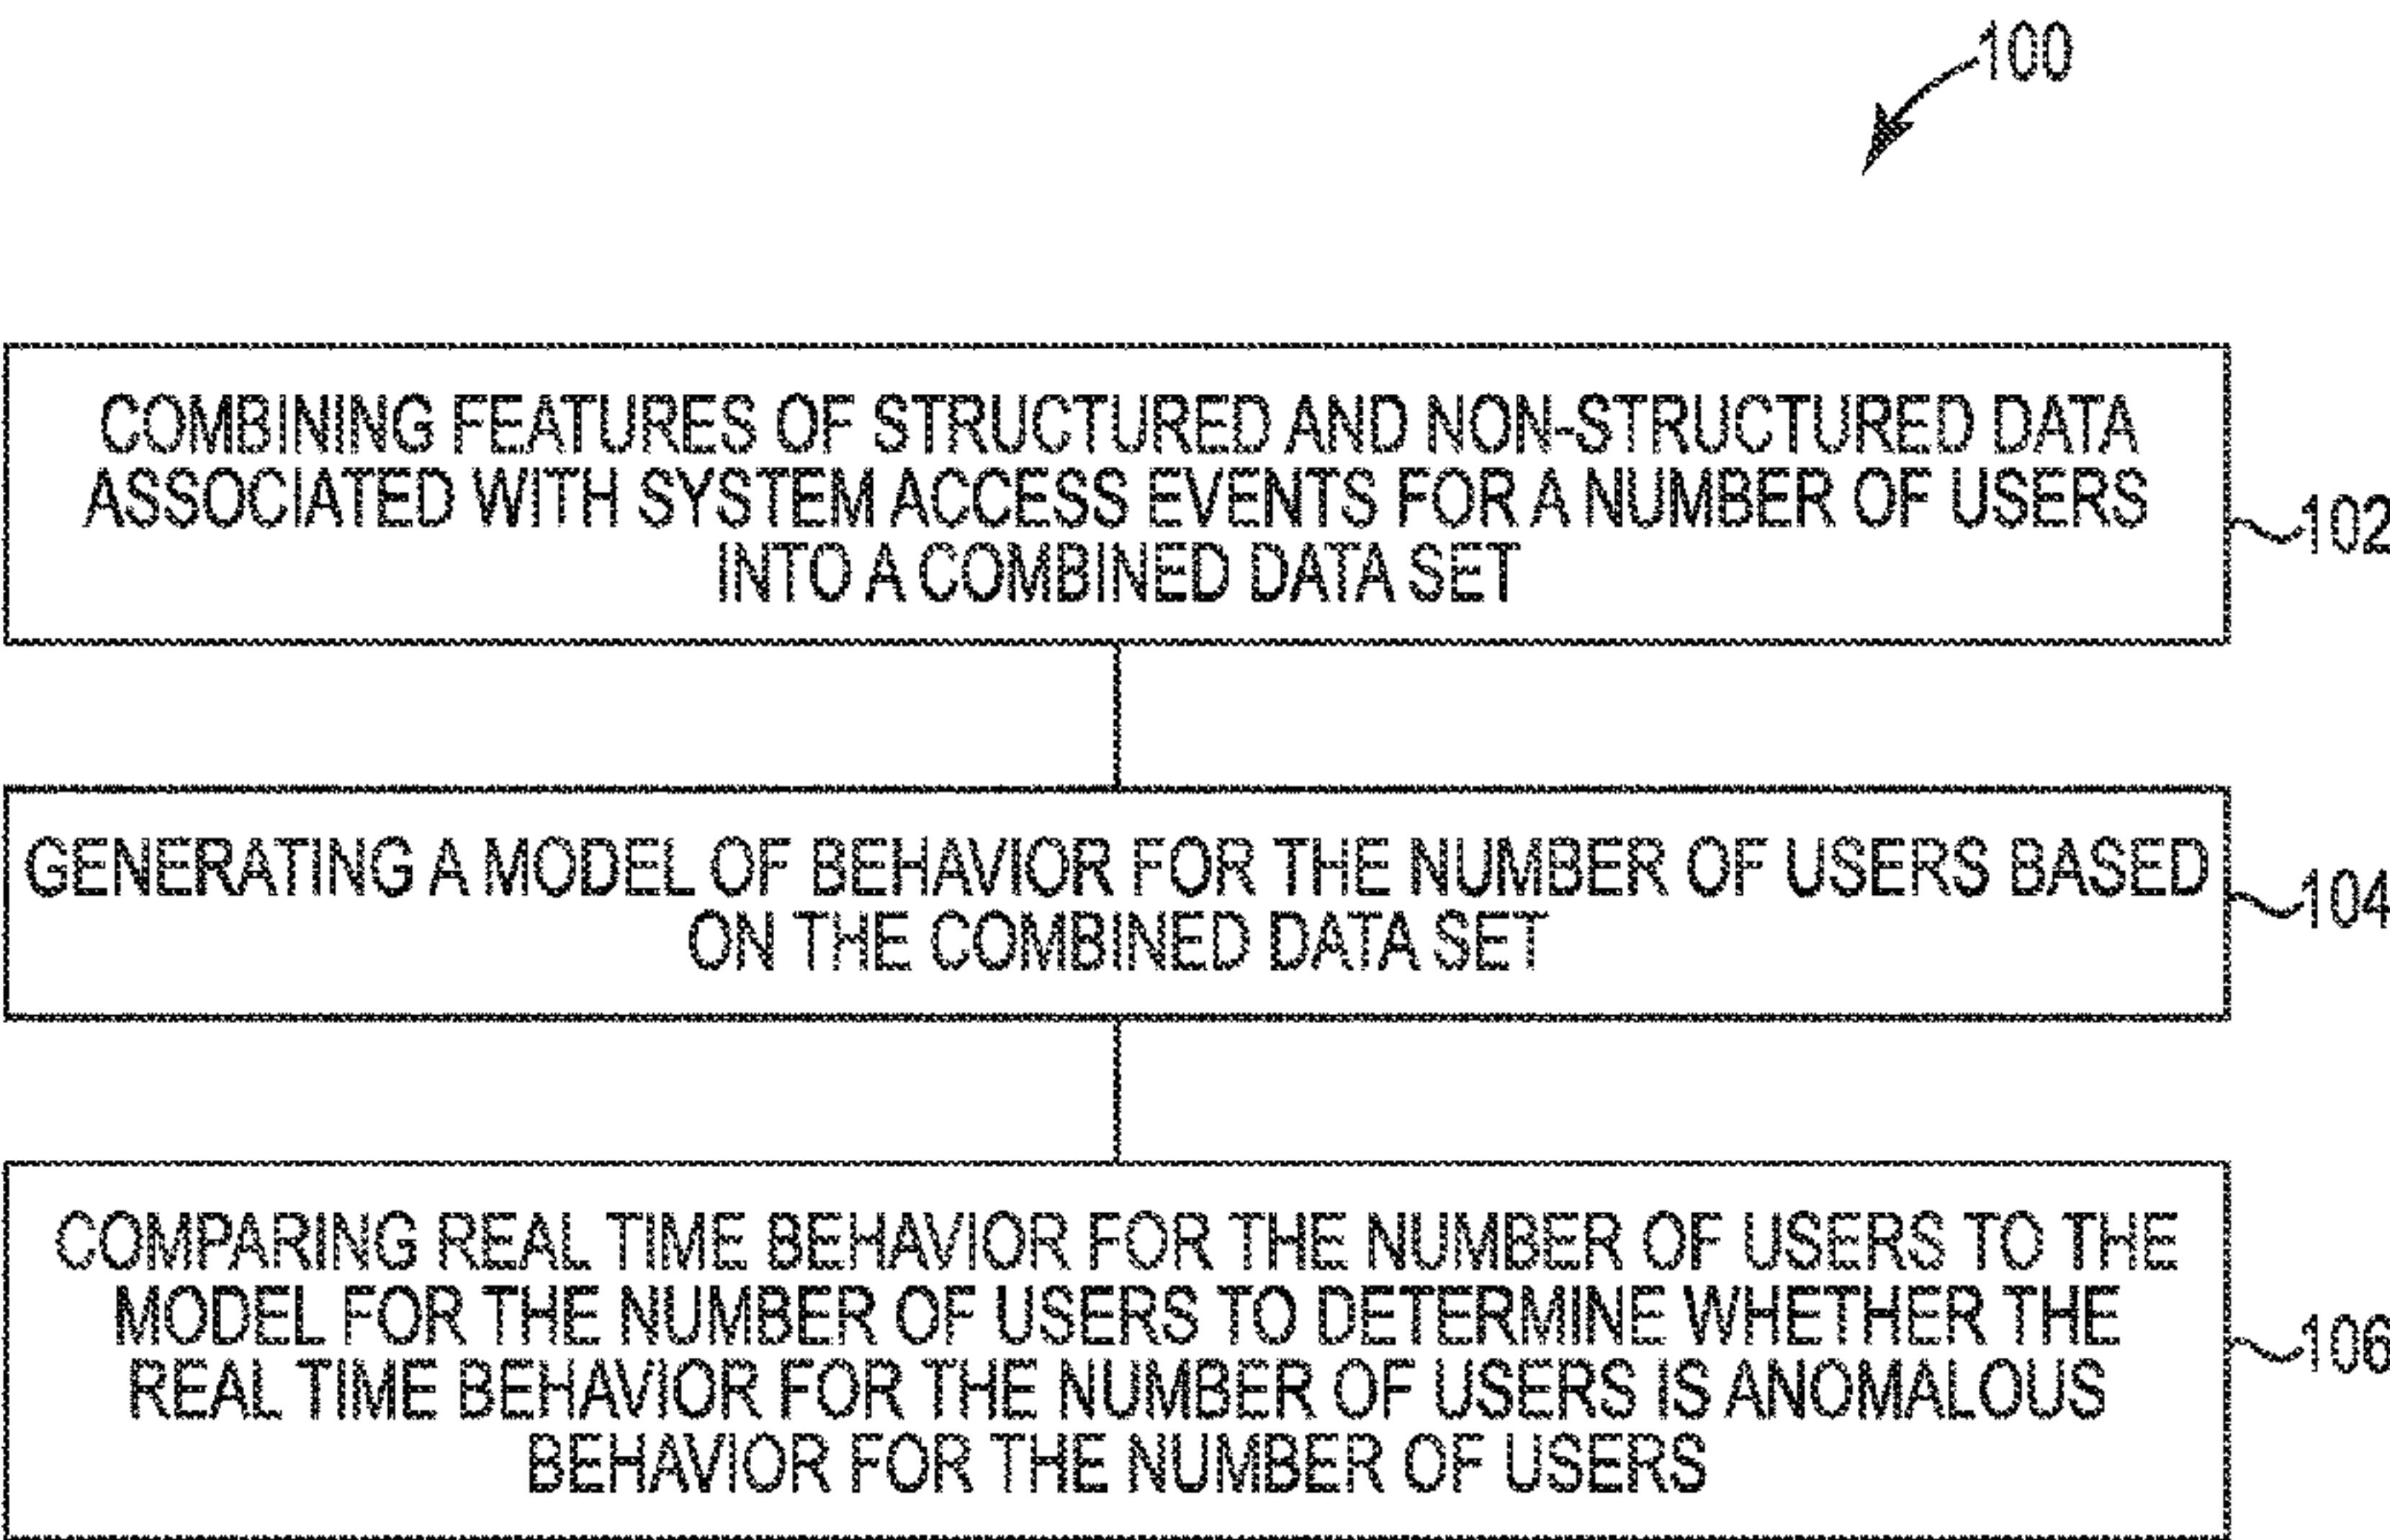 100
COMBINING FEATURES OF STRUCTURED AND NON-STRUCTURED DATA
ASSOCIATED WITH SYSTEM ACCESS EVENTS FOR A NUMBER OF USERS
INTO A COMBINED DATA SET
102
GENERATING A MODEL OF BEHAVIOR FOR THE NUMBER OF USERS BASED
ON THE COMBINED DATA SET
104
COMPARING REAL TIME BEHAVIOR FOR THE NUMBER OF USERS TO THE
MODEL FOR THE NUMBER OF USERS TO DETERMINE WHETHER THE
REAL TIME BEHAVIOR FOR THE NUMBER OF USERS IS ANOMALOUS
BEHAVIOR FOR THE NUMBER OF USERS
106